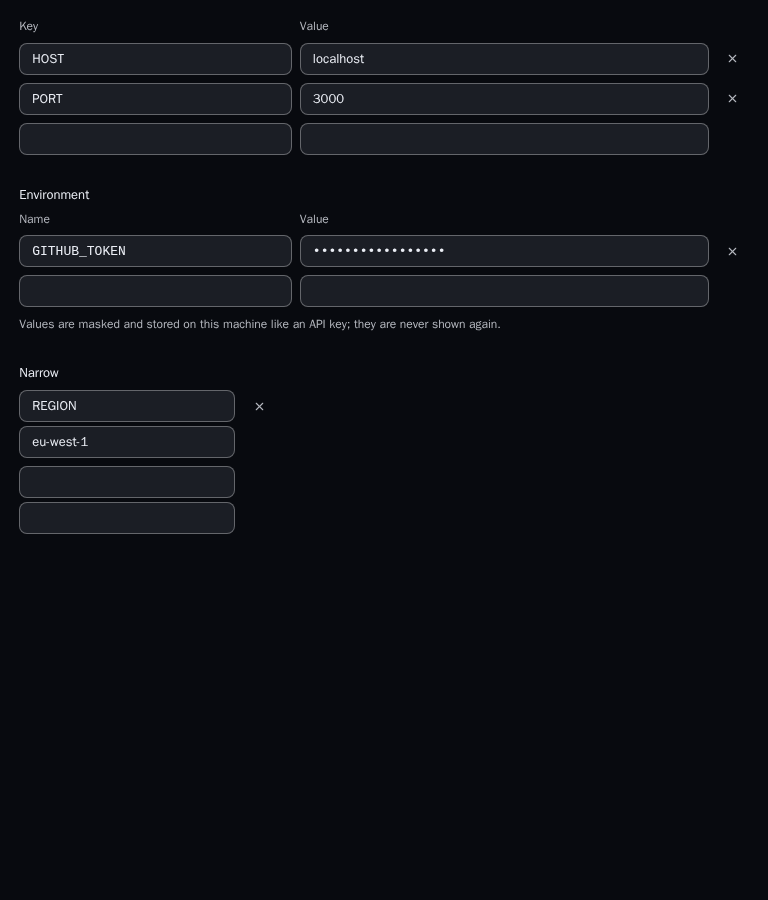 Key Value
HOST localhost ×
PORT 3000 ×
Environment
Name Value
GITHUB_TOKEN ••••••••••••••••• ×
Values are masked and stored on this machine like an API key; they are never shown again.
Narrow
REGION ×
eu-west-1